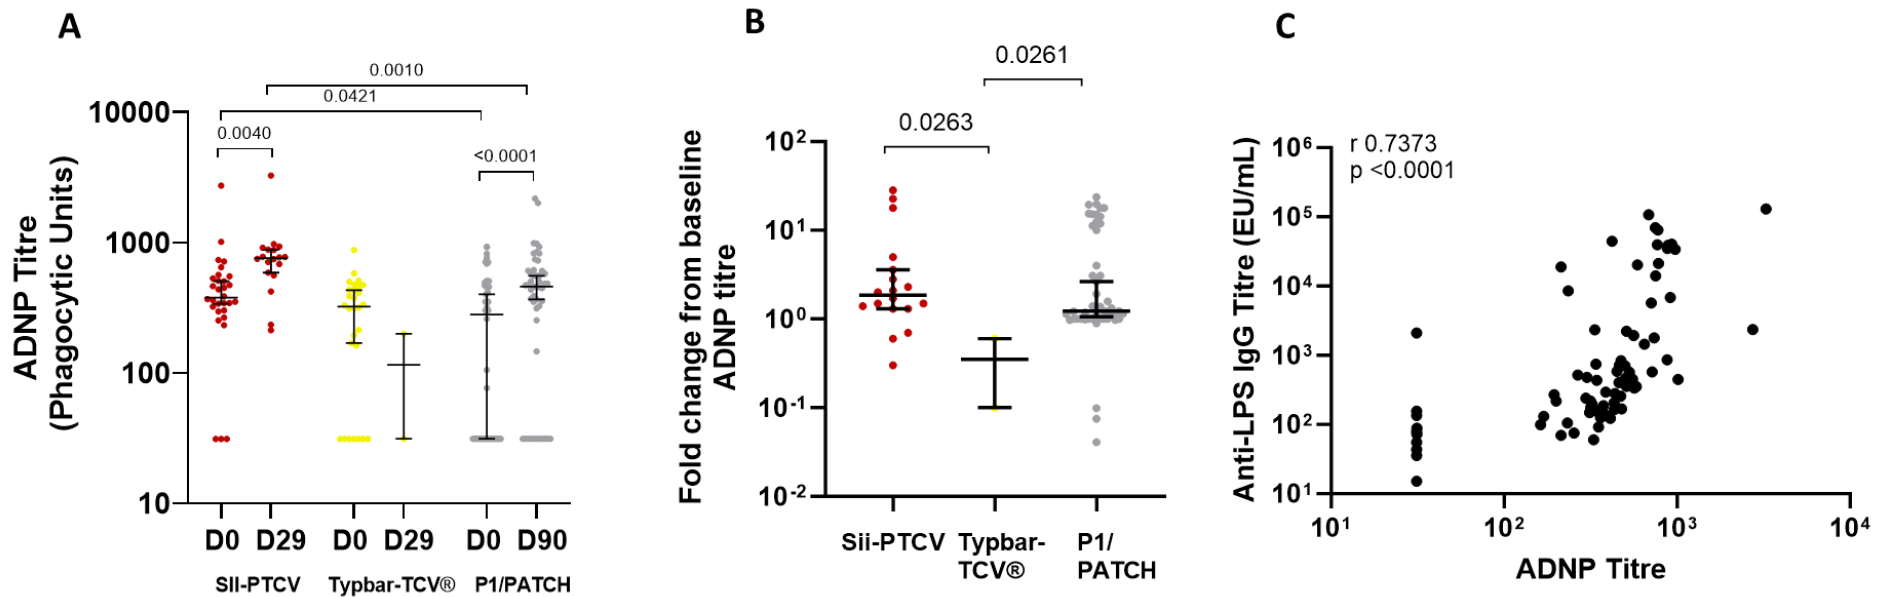 A
ADNP Titre
(Phagocytic Units)
10000
1000
100
10
0.0010
0.0421
0.0040
<0.0001
D0 D29 D0 D29 D0 D90
SII-PTCV Typbar-TCV® P1/PATCH
B
Fold change from baseline
ADNP titre
10²
10¹
10⁰
10⁻¹
10⁻²
0.0261
0.0263
Sii-PTCV Typbar-TCV® P1/PATCH
C
Anti-LPS IgG Titre (EU/mL)
10⁶
10⁵
10⁴
10³
10²
10¹
r 0.7373
p <0.0001
10¹ 10² 10³ 10⁴
ADNP Titre